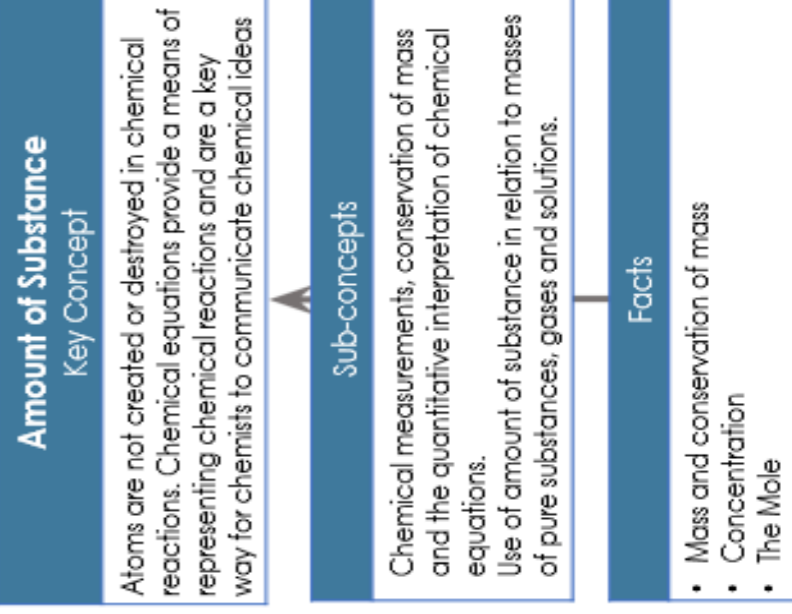 Amount of Substance
Key Concept
Atoms are not created or destroyed in chemical
reactions. Chemical equations provide a means of
representing chemical reactions and are a key
way for chemists to communicate chemical ideas
Sub-concepts
Chemical measurements, conservation of mass
and the quantitative interpretation of chemical
equations.
Use of amount of substance in relation to masses
of pure substances, gases and solutions.
Facts
• Mass and conservation of mass
• Concentration
• The Mole